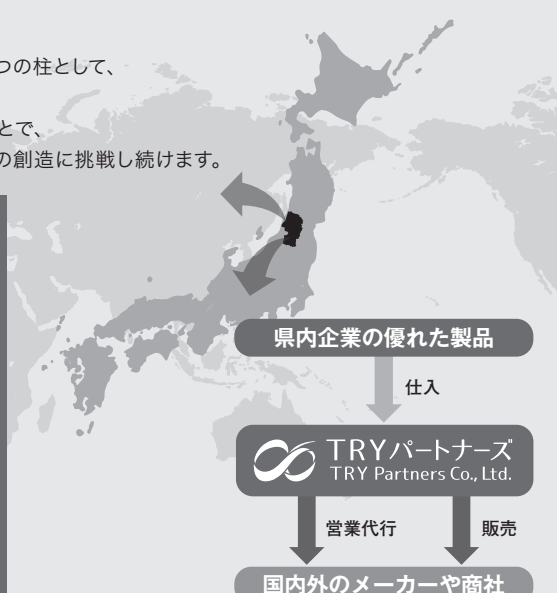 つの柱として、
とで、
の創造に挑戦し続けます。
県内企業の優れた製品
仕入
TRYパートナーズ
TRY Partners Co., Ltd.
営業代行
販売
国内外のメーカーや商社